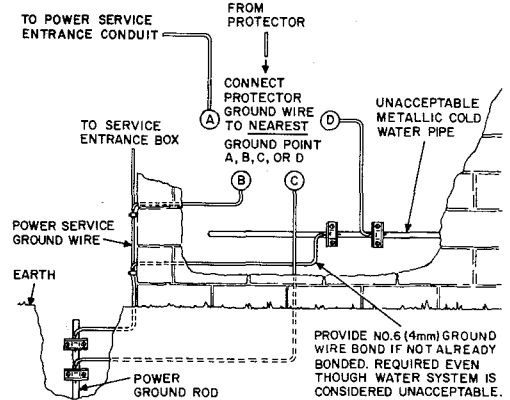 TO POWER SERVICE
ENTRANCE CONDUIT
FROM
PROTECTOR
CONNECT
PROTECTOR
GROUND WIRE
TO NEAREST
GROUND POINT
A, B, C, OR D
A
B
C
D
UNACCEPTABLE
METALLIC COLD
WATER PIPE
TO SERVICE
ENTRANCE BOX
POWER SERVICE
GROUND WIRE
EARTH
POWER
GROUND ROD
PROVIDE NO.6 (4mm) GROUND
WIRE BOND IF NOT ALREADY
BONDED. REQUIRED EVEN
THOUGH WATER SYSTEM IS
CONSIDERED UNACCEPTABLE.